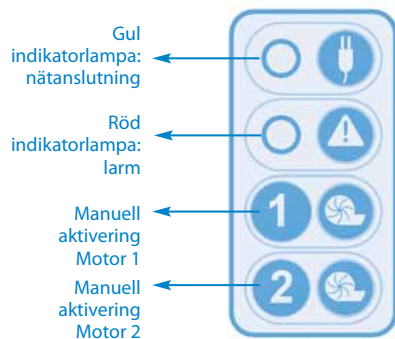 Gul
indikatorlampa:
nätanslutning
Röd
indikatorlampa:
larm
Manuell
aktivering
Motor 1
1
Manuell
aktivering
Motor 2
2